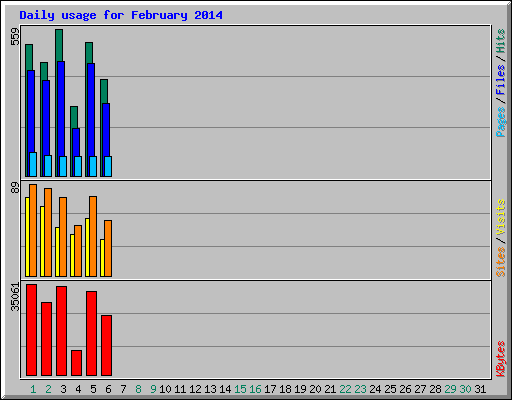 Daily usage for February 2014
559
89
35061
Pages/Files/Hits
Sites/Visits
KBytes
1 2 3 4 5 6 7 8 9 10 11 12 13 14 15 16 17 18 19 20 21 22 23 24 25 26 27 28 29 30 31